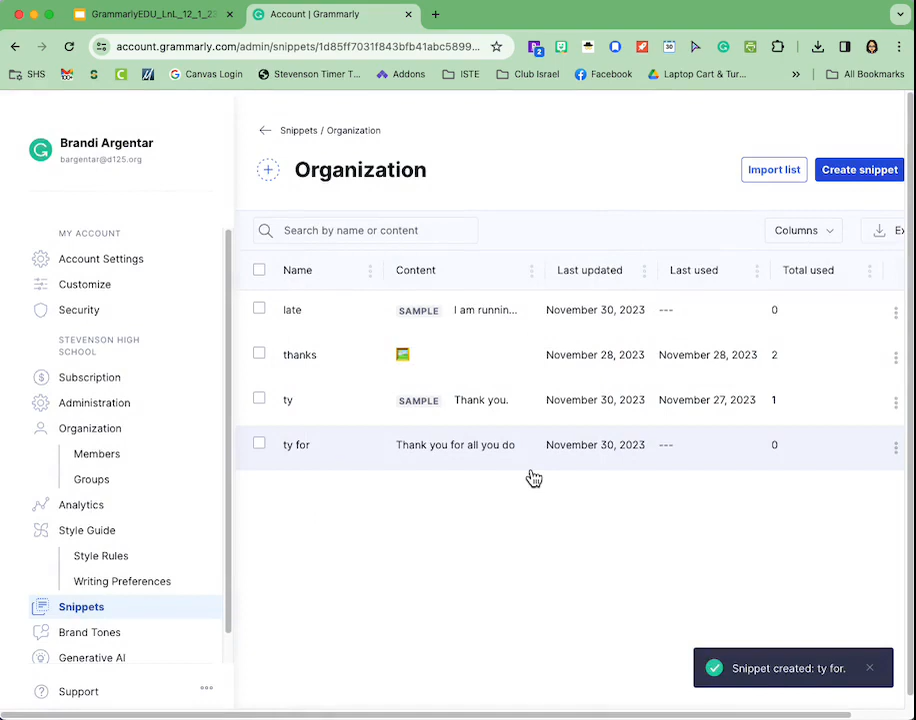 GrammarlyEDU_LnL_12_1_23
Account | Grammarly
account.grammarly.com/admin/snippets/1d85ff7031f843bfb41abc5899...
SHS
Canvas Login
Stevenson Timer T...
Addons
ISTE
Club Israel
Facebook
Laptop Cart & Tur...
All Bookmarks
Brandi Argentar
bargentar@d125.org
MY ACCOUNT
Account Settings
Customize
Security
STEVENSON HIGH
SCHOOL
Subscription
Administration
Organization
Members
Groups
Analytics
Style Guide
Style Rules
Writing Preferences
Snippets
Brand Tones
Generative AI
Support
Snippets / Organization
Organization
Import list
Create snippet
Search by name or content
Columns
Ex
Name Content Last updated Last used Total used
late SAMPLE I am runnin... November 30, 2023 --- 0
thanks November 28, 2023 November 28, 2023 2
ty SAMPLE Thank you. November 30, 2023 November 27, 2023 1
ty for Thank you for all you do November 30, 2023 --- 0
Snippet created: ty for.